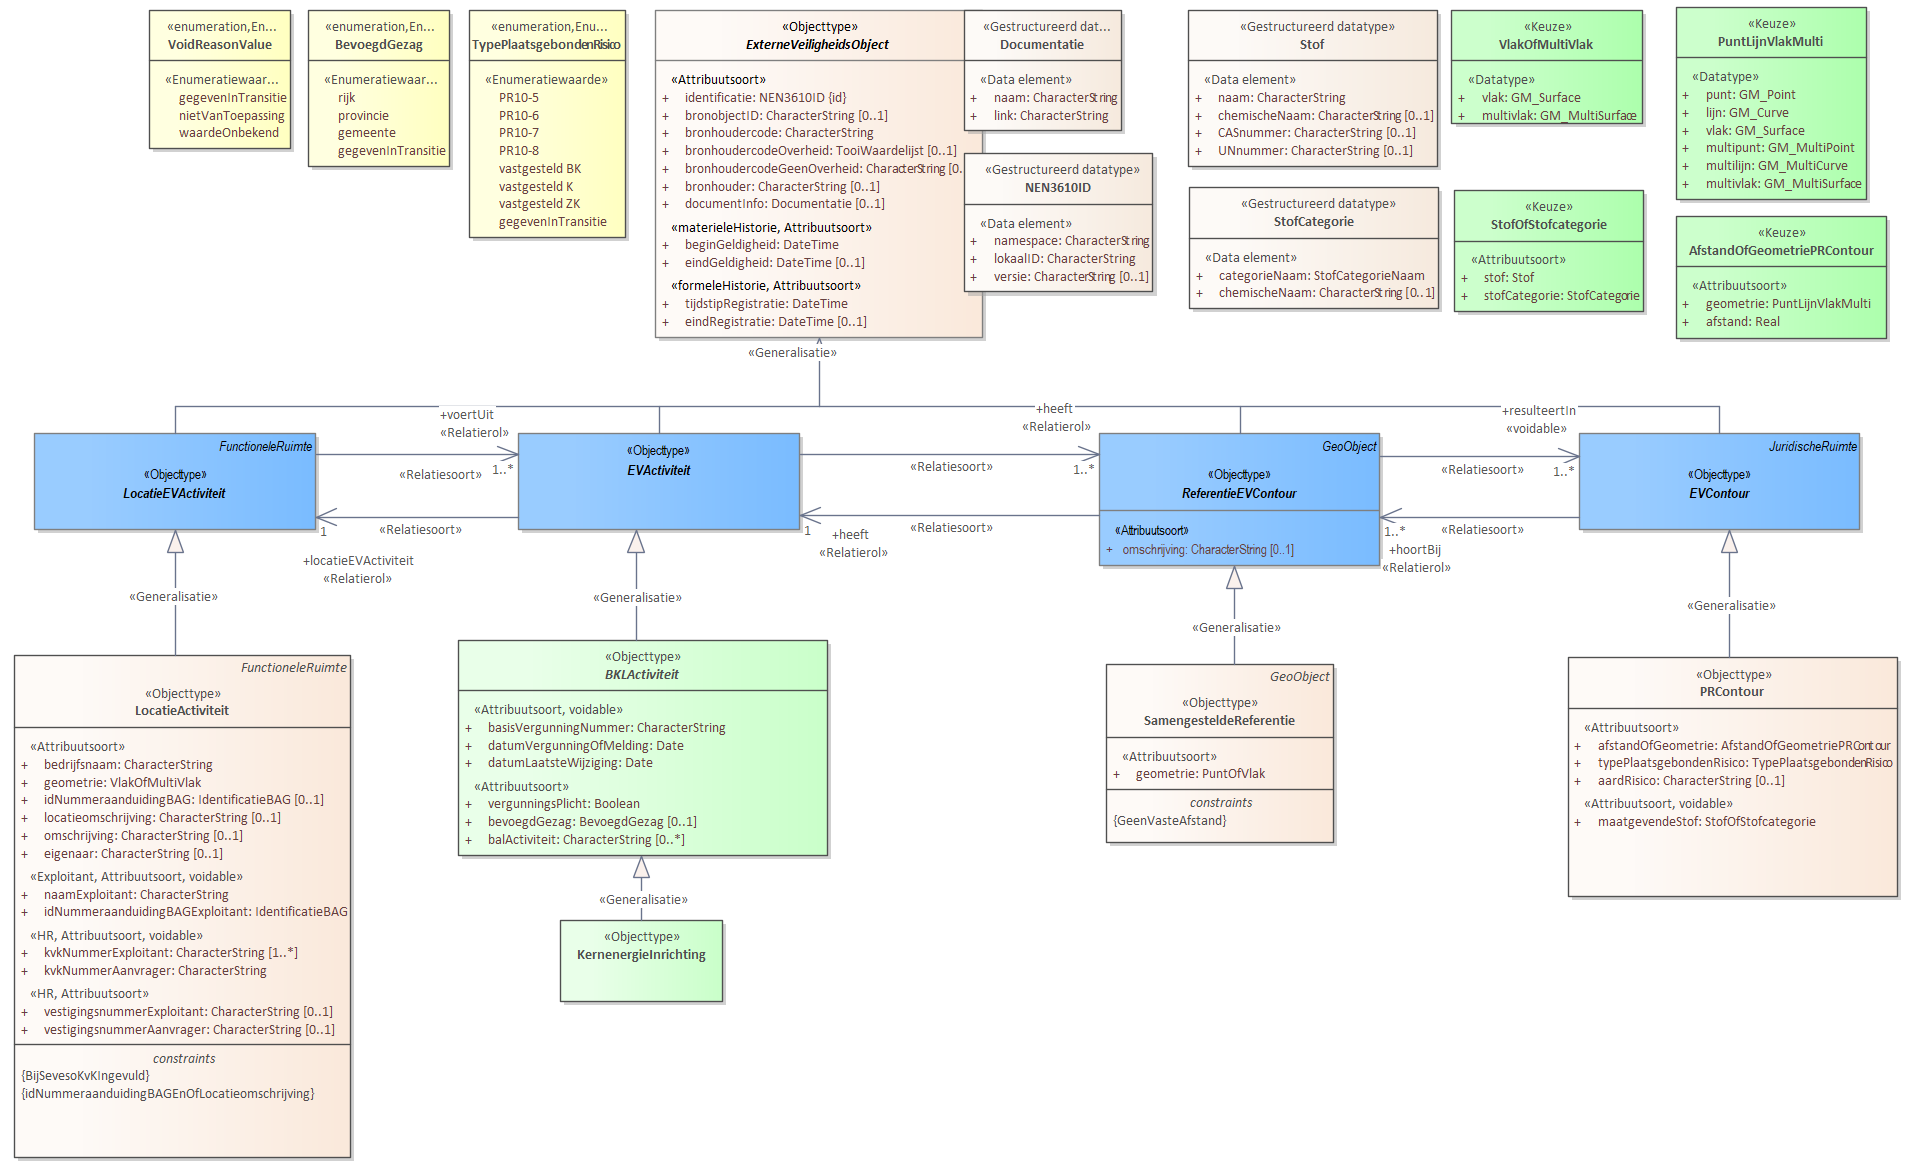 «enumeration,En...
VoidReasonValue
«Enumeratiewaar...
gegevenInTransitie
nietVanToepassing
waardeOnbekend
«enumeration,En...
BevoegdGezag
«Enumeratiewaar...
rijk
provincie
gemeente
gegevenInTransitie
«enumeration,Enu...
TypePlaatsgebondenRisico
«Enumeratiewaarde»
PR10-5
PR10-6
PR10-7
PR10-8
vastgesteld BK
vastgesteld K
vastgesteld ZK
gegevenInTransitie
«Objecttype»
ExterneVeiligheidsObject
«Attribuutsoort»
+ identificatie: NEN3610ID {id}
+ bronobjectID: CharacterString [0..1]
+ bronhoudercode: CharacterString
+ bronhoudercodeOverheid: TooiWaardelijst [0..1]
+ bronhoudercodeGeenOverheid: CharacterString [0..
+ bronhouder: CharacterString [0..1]
+ documentInfo: Documentatie [0..1]
«materieleHistorie, Attribuutsoort»
+ beginGeldigheid: DateTime
+ eindGeldigheid: DateTime [0..1]
«formeleHistorie, Attribuutsoort»
+ tijdstipRegistratie: DateTime
+ eindRegistratie: DateTime [0..1]
«Gestructureerd dat...
Documentatie
«Data element»
+ naam: CharacterString
+ link: CharacterString
«Gestructureerd datatype»
NEN3610ID
«Data element»
+ namespace: CharacterString
+ lokaalID: CharacterString
+ versie: CharacterString [0..1]
«Gestructureerd datatype»
Stof
«Data element»
+ naam: CharacterString
+ chemischeNaam: CharacterString [0..1]
+ CASnummer: CharacterString [0..1]
+ UNnummer: CharacterString [0..1]
«Gestructureerd datatype»
StofCategorie
«Data element»
+ categorieNaam: StofCategorieNaam
+ chemischeNaam: CharacterString [0..1]
«Keuze»
VlakOfMultiVlak
«Datatype»
+ vlak: GM_Surface
+ multivlak: GM_MultiSurface
«Keuze»
StofOfStofcategorie
«Attribuutsoort»
+ stof: Stof
+ stofCategorie: StofCategorie
«Keuze»
PuntLijnVlakMulti
«Datatype»
+ punt: GM_Point
+ lijn: GM_Curve
+ vlak: GM_Surface
+ multipunt: GM_MultiPoint
+ multilijn: GM_MultiCurve
+ multivlak: GM_MultiSurface
«Keuze»
AfstandOfGeometriePRContour
«Attribuutsoort»
+ geometrie: PuntLijnVlakMulti
+ afstand: Real
«Generalisatie»
+voertUit
«Relatierol»
+heeft
«Relatierol»
+resulteertIn
«voidable»
FunctioneleRuimte
«Objecttype»
LocatieEVActiviteit
«Relatiesoort»
1..*
«Relatiesoort»
1
+locatieEVActiviteit
«Relatierol»
«Objecttype»
EVActiviteit
«Relatiesoort»
1..*
«Relatiesoort»
1
+heeft
«Relatierol»
GeoObject
«Objecttype»
ReferentieEVContour
«Attribuutsoort»
+ omschrijving: CharacterString [0..1]
«Relatiesoort»
1..*
«Relatiesoort»
1..*
+hoortBij
«Relatierol»
JuridischeRuimte
«Objecttype»
EVContour
«Generalisatie»
«Generalisatie»
«Generalisatie»
«Generalisatie»
FunctioneleRuimte
«Objecttype»
LocatieActiviteit
«Attribuutsoort»
+ bedrijfsnaam: CharacterString
+ geometrie: VlakOfMultiVlak
+ idNummeraanduidingBAG: IdentificatieBAG [0..1]
+ locatieomschrijving: CharacterString [0..1]
+ omschrijving: CharacterString [0..1]
+ eigenaar: CharacterString [0..1]
«Exploitant, Attribuutsoort, voidable»
+ naamExploitant: CharacterString
+ idNummeraanduidingBAGExploitant: IdentificatieBAG
«HR, Attribuutsoort, voidable»
+ kvkNummerExploitant: CharacterString [1..*]
+ kvkNummerAanvrager: CharacterString
«HR, Attribuutsoort»
+ vestigingsnummerExploitant: CharacterString [0..1]
+ vestigingsnummerAanvrager: CharacterString [0..1]
constraints
{BijSevesoKvKIngevuld}
{idNummeraanduidingBAGEnOfLocatieomschrijving}
«Objecttype»
BKLActiviteit
«Attribuutsoort, voidable»
+ basisVergunningNummer: CharacterString
+ datumVergunningOfMelding: Date
+ datumLaatsteWijziging: Date
«Attribuutsoort»
+ vergunningsPlicht: Boolean
+ bevoegdGezag: BevoegdGezag [0..1]
+ balActiviteit: CharacterString [0..*]
«Generalisatie»
«Objecttype»
KernenergieInrichting
GeoObject
«Objecttype»
SamengesteldeReferentie
«Attribuutsoort»
+ geometrie: PuntOfVlak
constraints
{GeenVasteAfstand}
«Objecttype»
PRContour
«Attribuutsoort»
+ afstandOfGeometrie: AfstandOfGeometriePRContour
+ typePlaatsgebondenRisico: TypePlaatsgebondenRisico
+ aardRisico: CharacterString [0..1]
«Attribuutsoort, voidable»
+ maatgevendeStof: StofOfStofcategorie